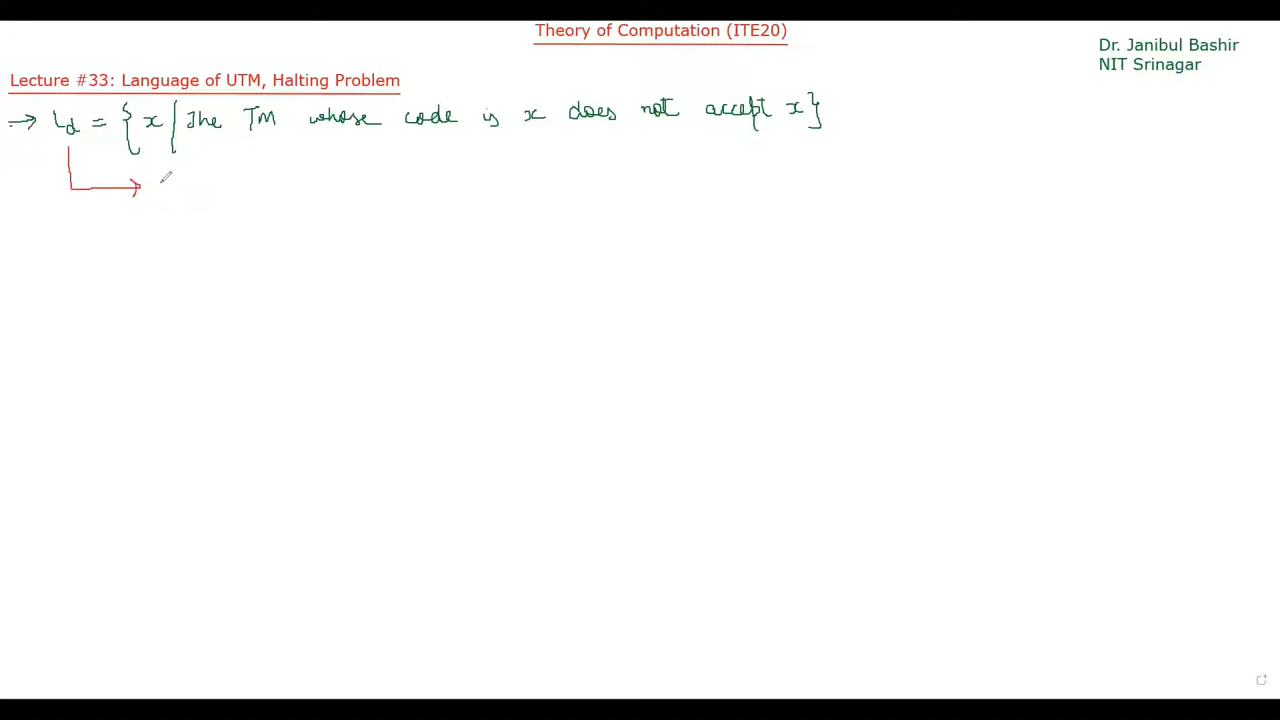 Theory of Computation (ITE20)
Dr. Janibul Bashir
NIT Srinagar
Lecture #33: Language of UTM, Halting Problem
→ Ld = { x | The TM whose code is x does not accept x }